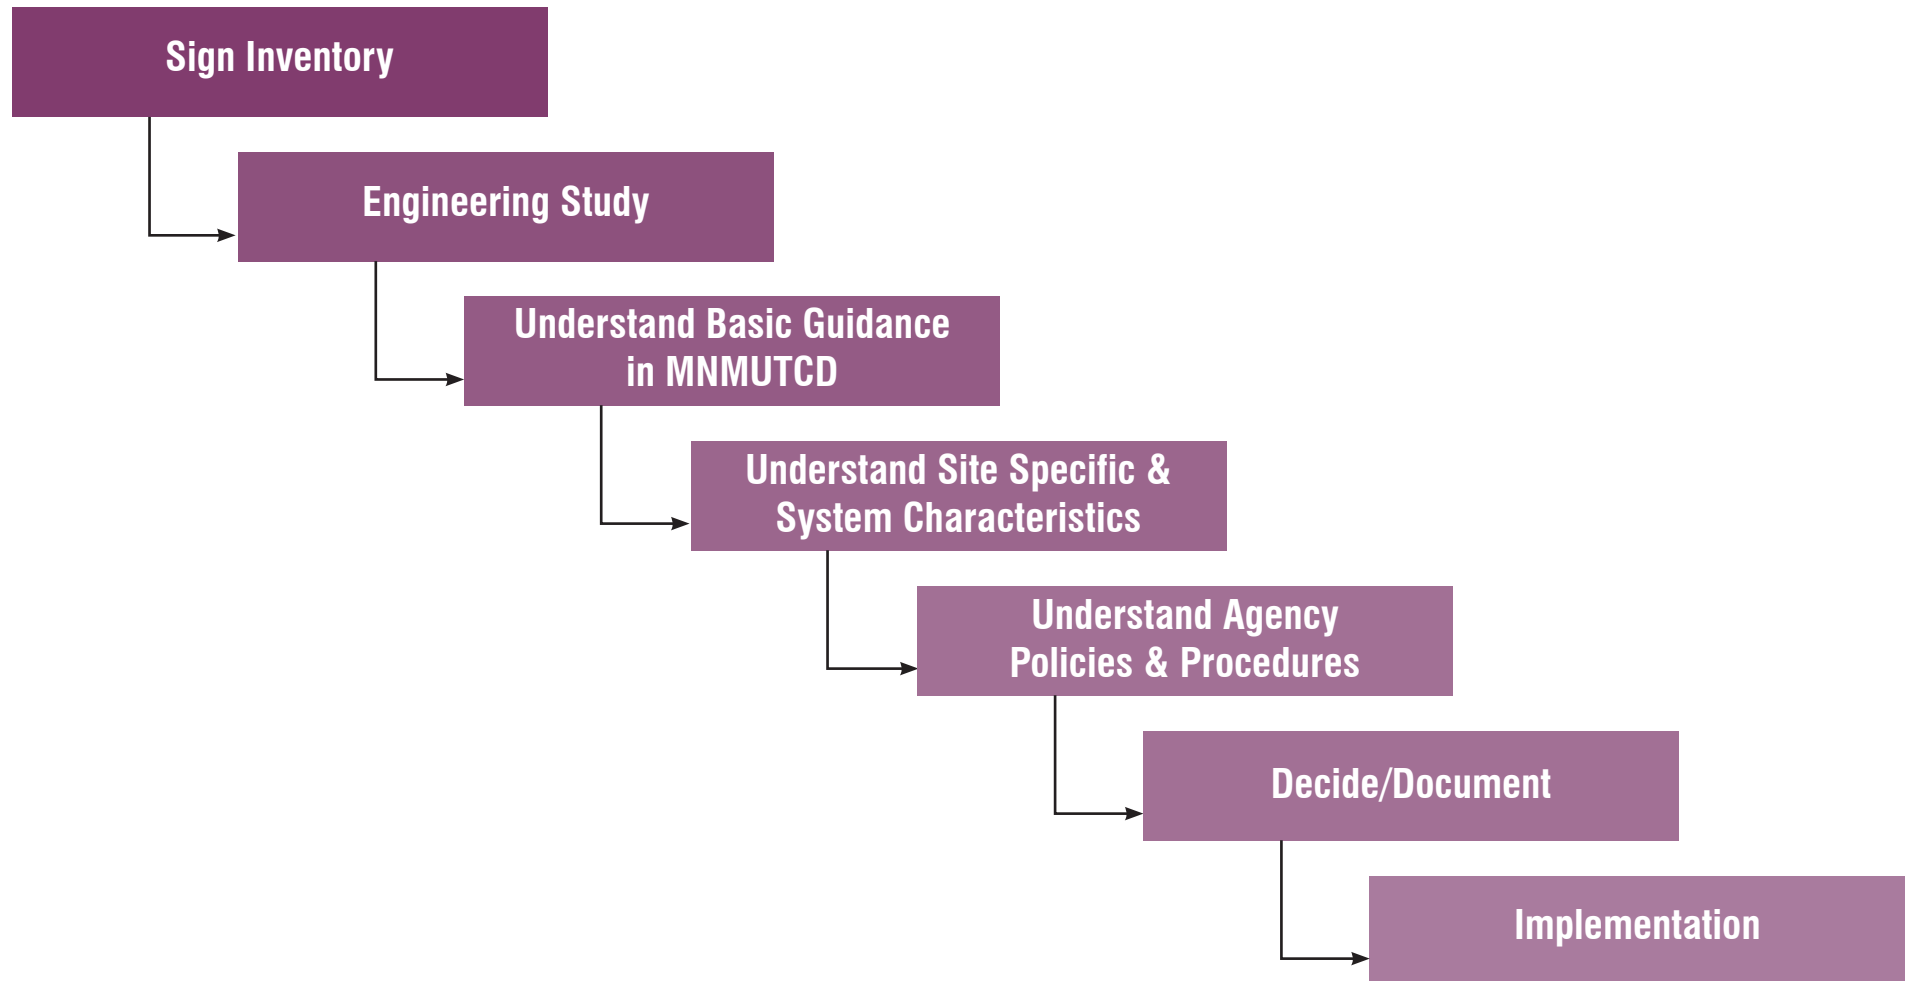 Sign Inventory
Engineering Study
Understand Basic Guidance
in MNMUTCD
Understand Site Specific &
System Characteristics
Understand Agency
Policies & Procedures
Decide/Document
Implementation